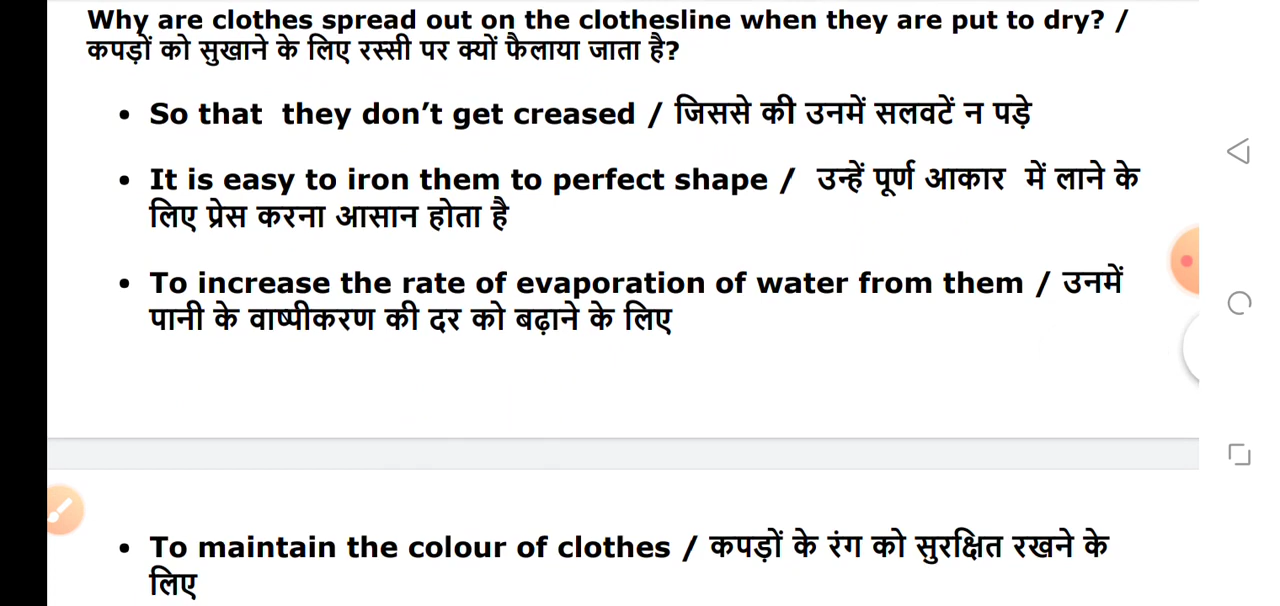 Why are clothes spread out on the clothesline when they are put to dry? /
कपड़ों को सुखाने के लिए रस्सी पर क्यों फैलाया जाता है?
• So that they don’t get creased / जिससे की उनमें सलवटें न पड़े
• It is easy to iron them to perfect shape / उन्हें पूर्ण आकार में लाने के
लिए प्रेस करना आसान होता है
• To increase the rate of evaporation of water from them / उनमें
पानी के वाष्पीकरण की दर को बढ़ाने के लिए
• To maintain the colour of clothes / कपड़ों के रंग को सुरक्षित रखने के
लिए